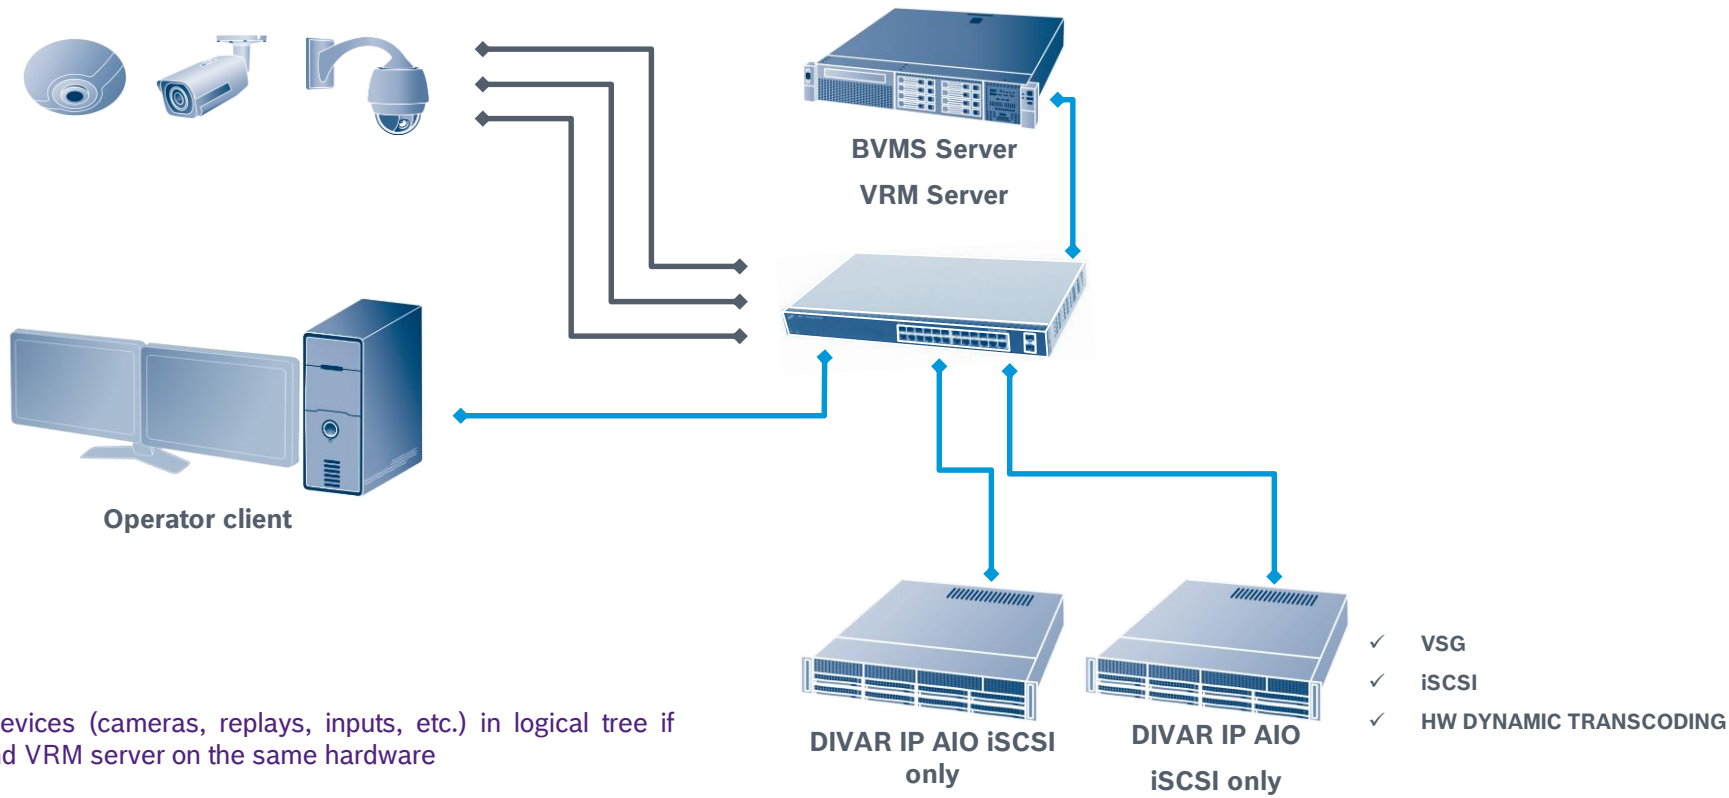 BVMS Server
VRM Server
Operator client
evices (cameras, replays, inputs, etc.) in logical tree if
nd VRM server on the same hardware
DIVAR IP AIO iSCSI
only
DIVAR IP AIO
iSCSI only
✓ VSG
✓ iSCSI
✓ HW DYNAMIC TRANSCODING